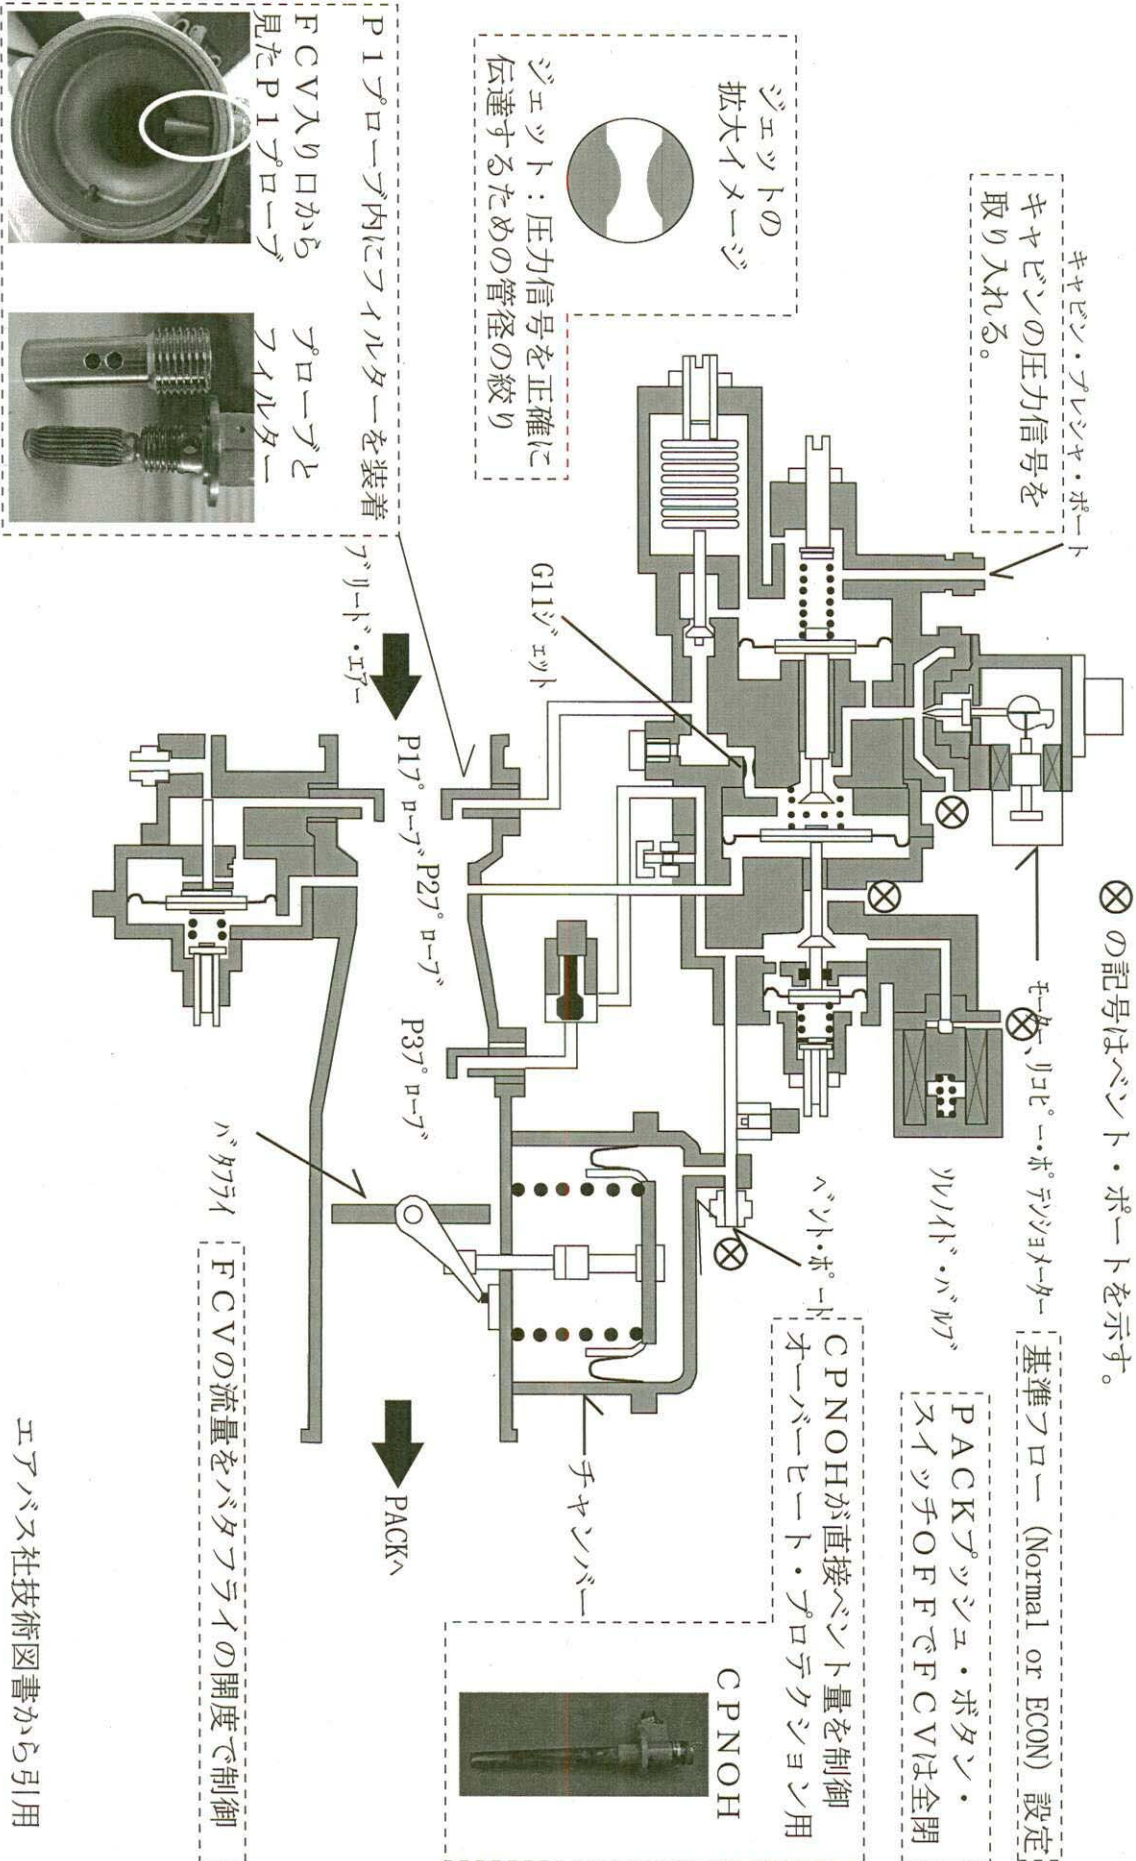 ⊗の記号はベント・ポートを示す。
キャビン・プレシャ・ポート
キャビンの圧力信号を
取り入れる。
モーター、リコピー・ポテンショメーター
基準フロー (Normal or ECON) 設定
ソレノイド・バルブ
PACKプッシュ・ボタン・
スイッチOFFでFCVは全閉
ベント・ポート
CPNOHが直接ベント量を制御
オーバーヒート・プロテクション用
CPNOH
ジェットの
拡大イメージ
ジェット:圧力信号を正確に
伝達するための管径の絞り
G11ジェット
チャンバー
P1プローブ内にフィルターを装着
FCV入り口から
見たP1プローブ
プローブと
フィルター
ブリード・エアー
P1プローブ
P2プローブ
P3プローブ
PACKへ
バタフライ
FCVの流量をバタフライの開度で制御
エアバス社技術図書から引用